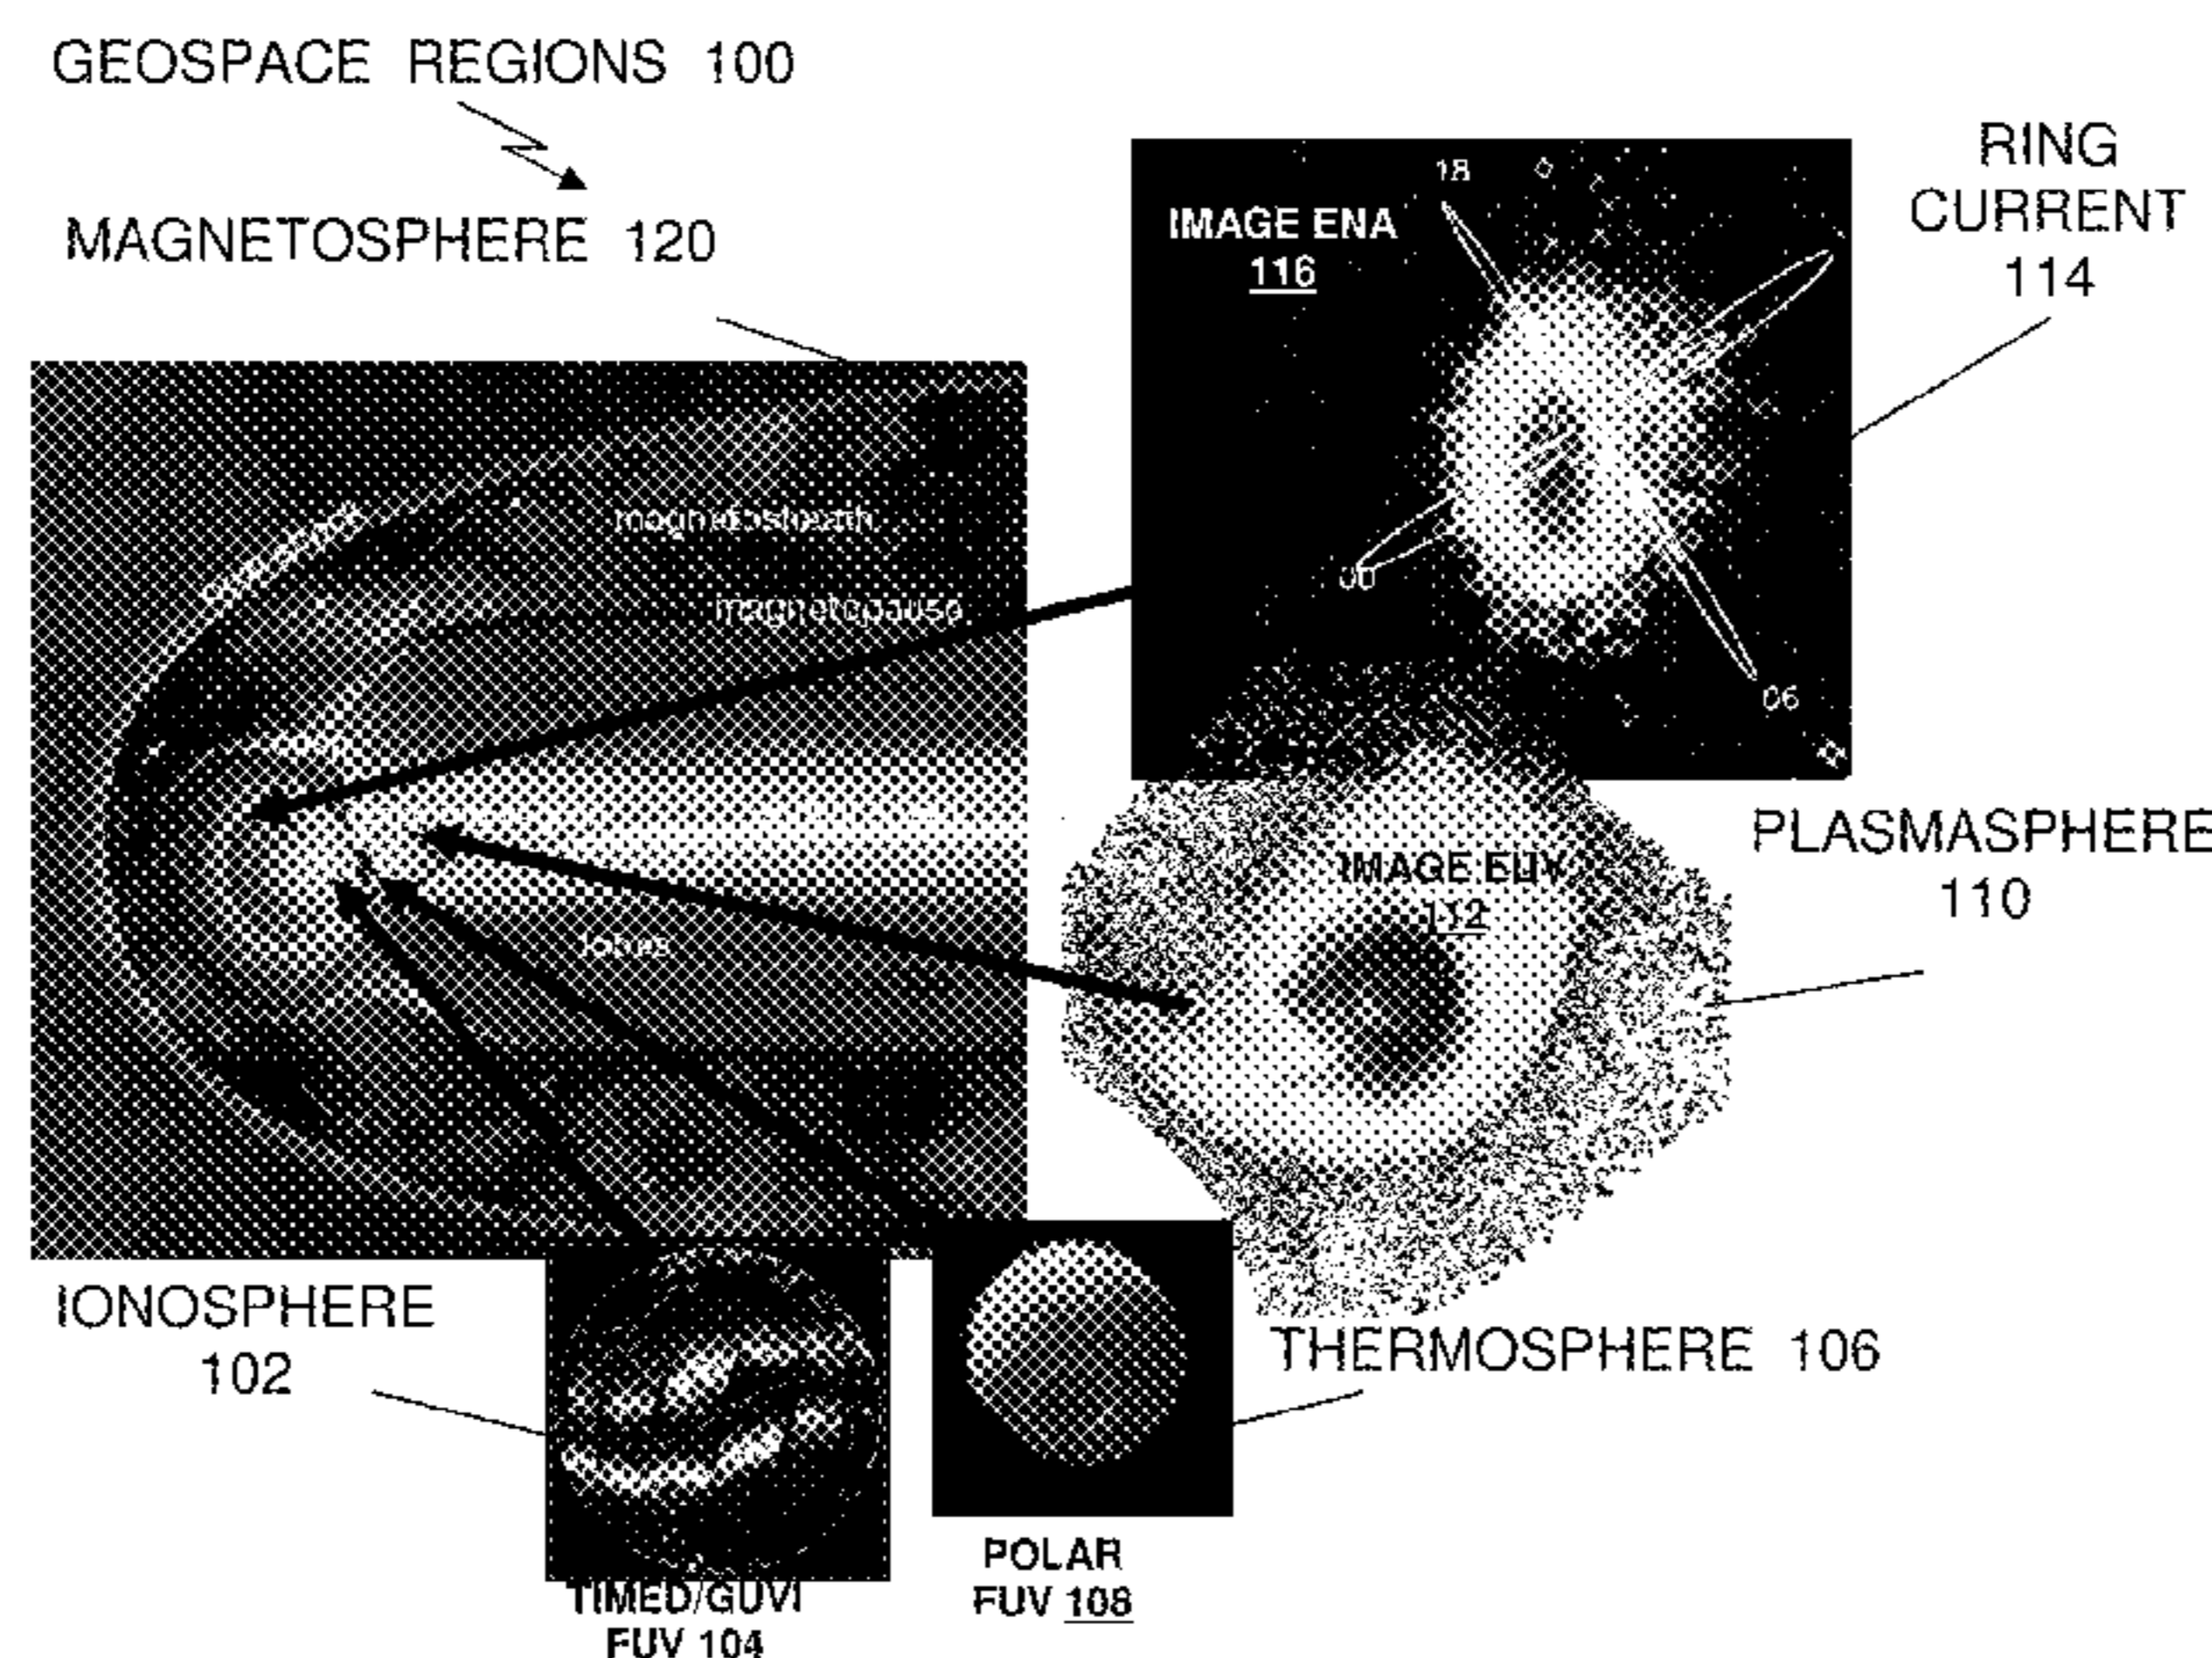 GEOSPACE REGIONS 100
MAGNETOSPHERE 120
RING
CURRENT
114
18
IMAGE ENA
116
00
06
magnetosheath
magnetopause
lobes
PLASMASPHERE
110
IMAGE EUV
112
IONOSPHERE
102
THERMOSPHERE 106
POLAR
FUV 108
TIMED/GUVI
FUV 104